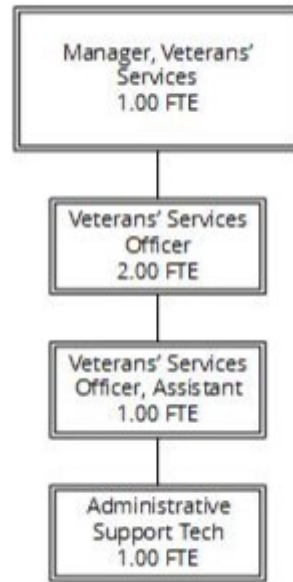 Manager, Veterans’
Services
1.00 FTE
Veterans’ Services
Officer
2.00 FTE
Veterans’ Services
Officer, Assistant
1.00 FTE
Administrative
Support Tech
1.00 FTE